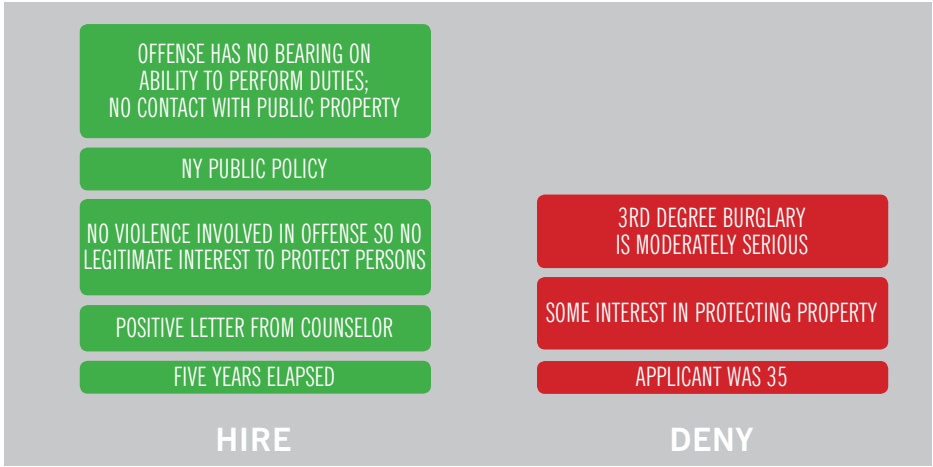 OFFENSE HAS NO BEARING ON
ABILITY TO PERFORM DUTIES;
NO CONTACT WITH PUBLIC PROPERTY
NY PUBLIC POLICY
NO VIOLENCE INVOLVED IN OFFENSE SO NO
LEGITIMATE INTEREST TO PROTECT PERSONS
POSITIVE LETTER FROM COUNSELOR
FIVE YEARS ELAPSED
HIRE
3RD DEGREE BURGLARY
IS MODERATELY SERIOUS
SOME INTEREST IN PROTECTING PROPERTY
APPLICANT WAS 35
DENY